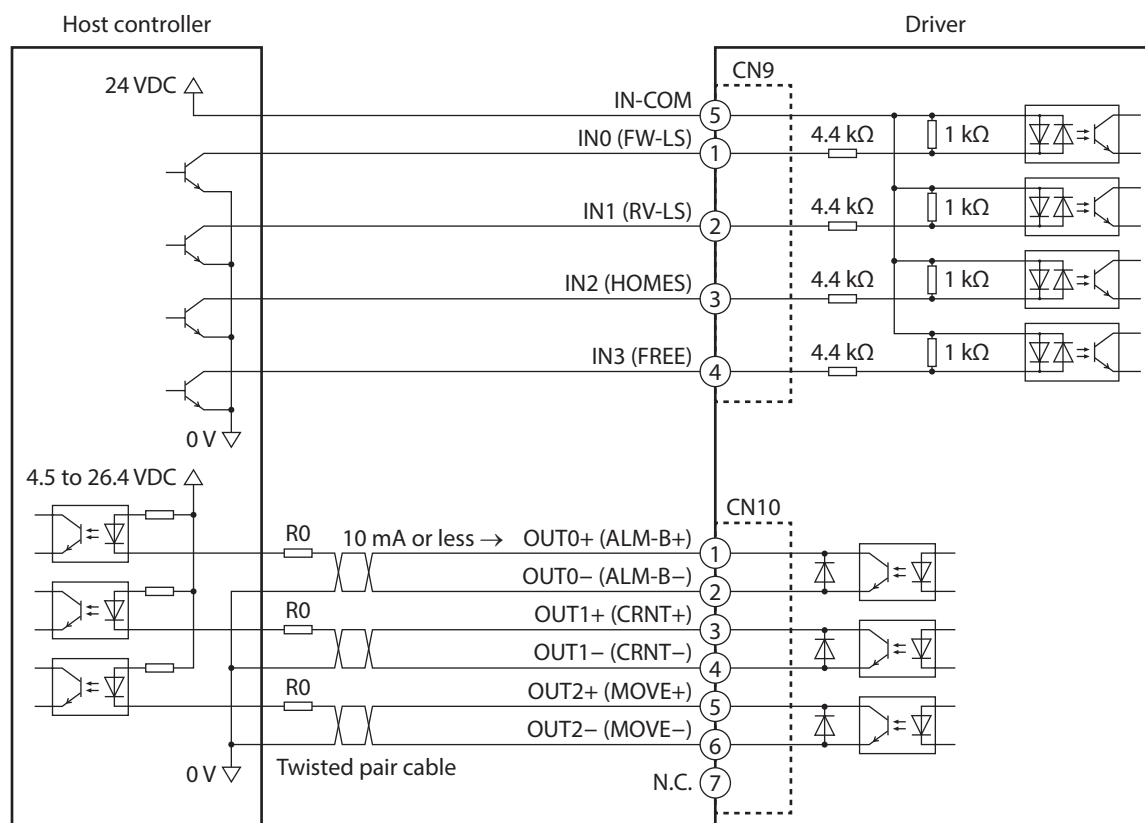 Host controller
Driver
24 VDC
CN9
IN-COM
5
IN0 (FW-LS)
1
4.4 kΩ
1 kΩ
IN1 (RV-LS)
2
4.4 kΩ
1 kΩ
IN2 (HOMES)
3
4.4 kΩ
1 kΩ
IN3 (FREE)
4
4.4 kΩ
1 kΩ
0 V
4.5 to 26.4 VDC
CN10
R0
10 mA or less →
OUT0+ (ALM-B+)
1
OUT0− (ALM-B−)
2
R0
OUT1+ (CRNT+)
3
OUT1− (CRNT−)
4
R0
OUT2+ (MOVE+)
5
OUT2− (MOVE−)
6
0 V
Twisted pair cable
N.C.
7